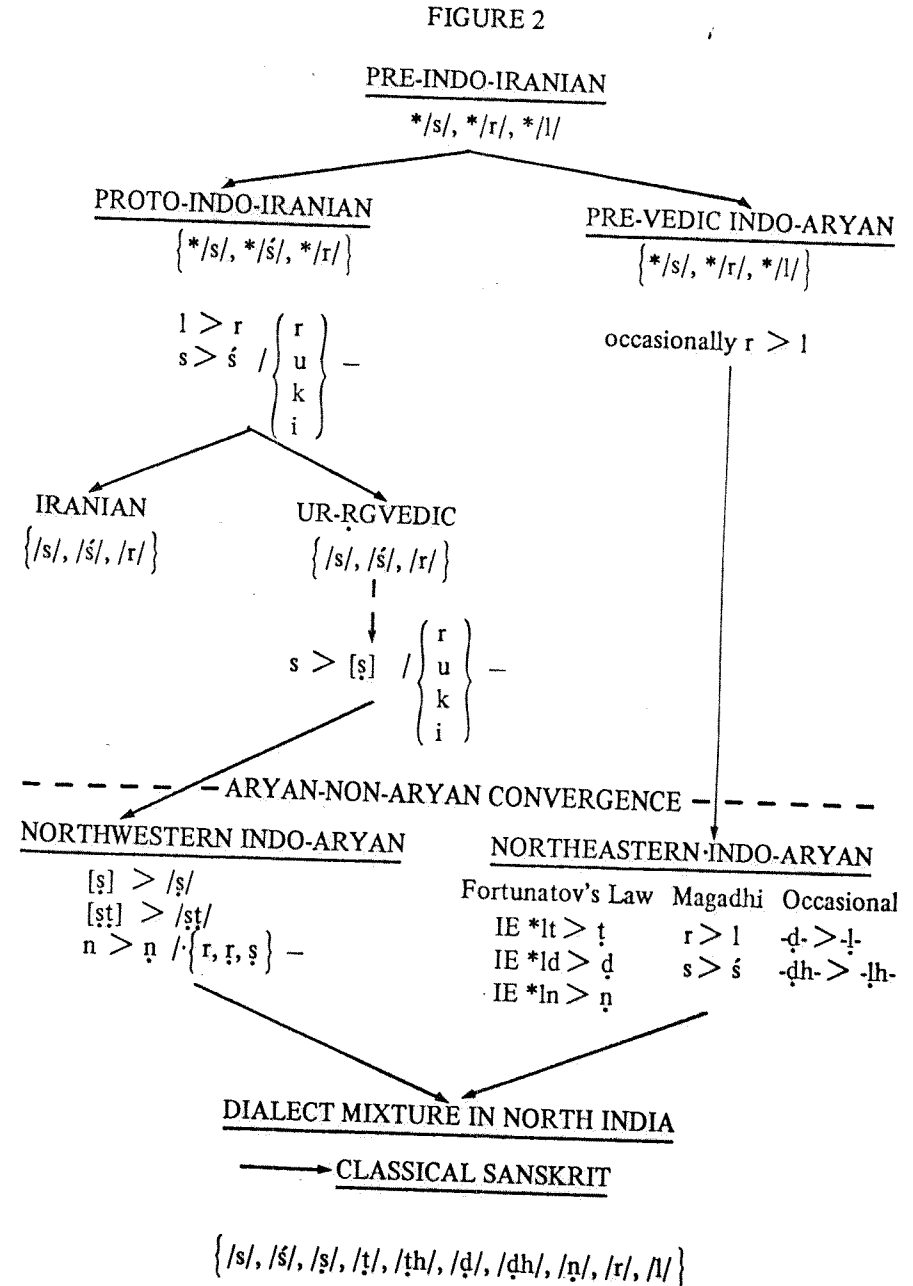 FIGURE 2
PRE-INDO-IRANIAN
*/s/, */r/, */l/
PROTO-INDO-IRANIAN
{*/s/, */ś/, */r/}
l > r
s > ś / {r u k i} –
PRE-VEDIC INDO-ARYAN
{*/s/, */r/, */l/}
occasionally r > l
IRANIAN
{/s/, /ś/, /r/}
UR-ṚGVEDIC
{/s/, /ś/, /r/}
s > [ṣ] / {r u k i} –
ARYAN-NON-ARYAN CONVERGENCE
NORTHWESTERN INDO-ARYAN
[ṣ] > /ṣ/
[ṣṭ] > /ṣṭ/
n > ṇ / {r, ṛ, ṣ} –
NORTHEASTERN INDO-ARYAN
Fortunatov's Law Magadhi Occasional
IE *lt > ṭ r > l -ḍ- > -ḷ-
IE *ld > ḍ s > ś -ḍh- > -ḷh-
IE *ln > ṇ
DIALECT MIXTURE IN NORTH INDIA
→ CLASSICAL SANSKRIT
{/s/, /ś/, /ṣ/, /ṭ/, /ṭh/, /ḍ/, /ḍh/, /ṇ/, /r/, /l/}